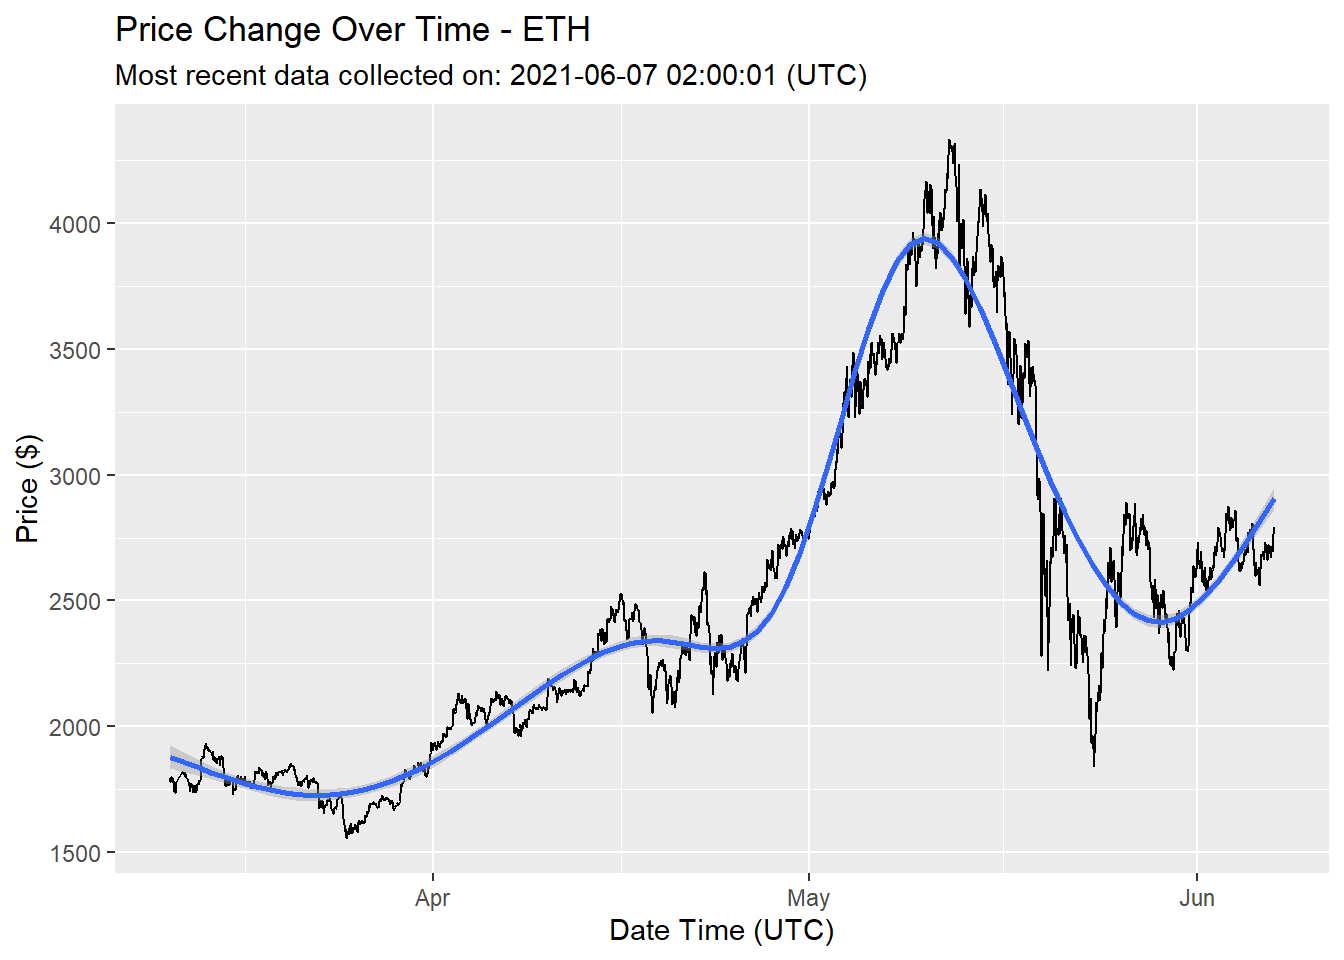 Price Change Over Time - ETH
Most recent data collected on: 2021-06-07 02:00:01 (UTC)
Price ($)
4000
3500
3000
2500
2000
1500
Apr
May
Jun
Date Time (UTC)